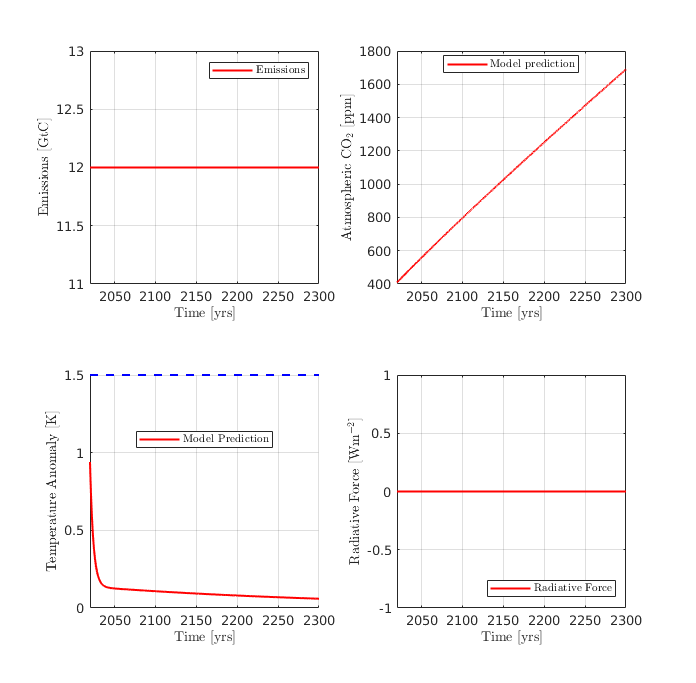 13
12.5
12
11.5
11
Emissions [GtC]
Emissions
2050 2100 2150 2200 2250 2300
Time [yrs]
1800
1600
1400
1200
1000
800
600
400
Atmospheric CO₂ [ppm]
Model prediction
2050 2100 2150 2200 2250 2300
Time [yrs]
1.5
1
0.5
0
Temperature Anomaly [K]
Model Prediction
2050 2100 2150 2200 2250 2300
Time [yrs]
1
0.5
0
-0.5
-1
Radiative Force [Wm⁻²]
Radiative Force
2050 2100 2150 2200 2250 2300
Time [yrs]